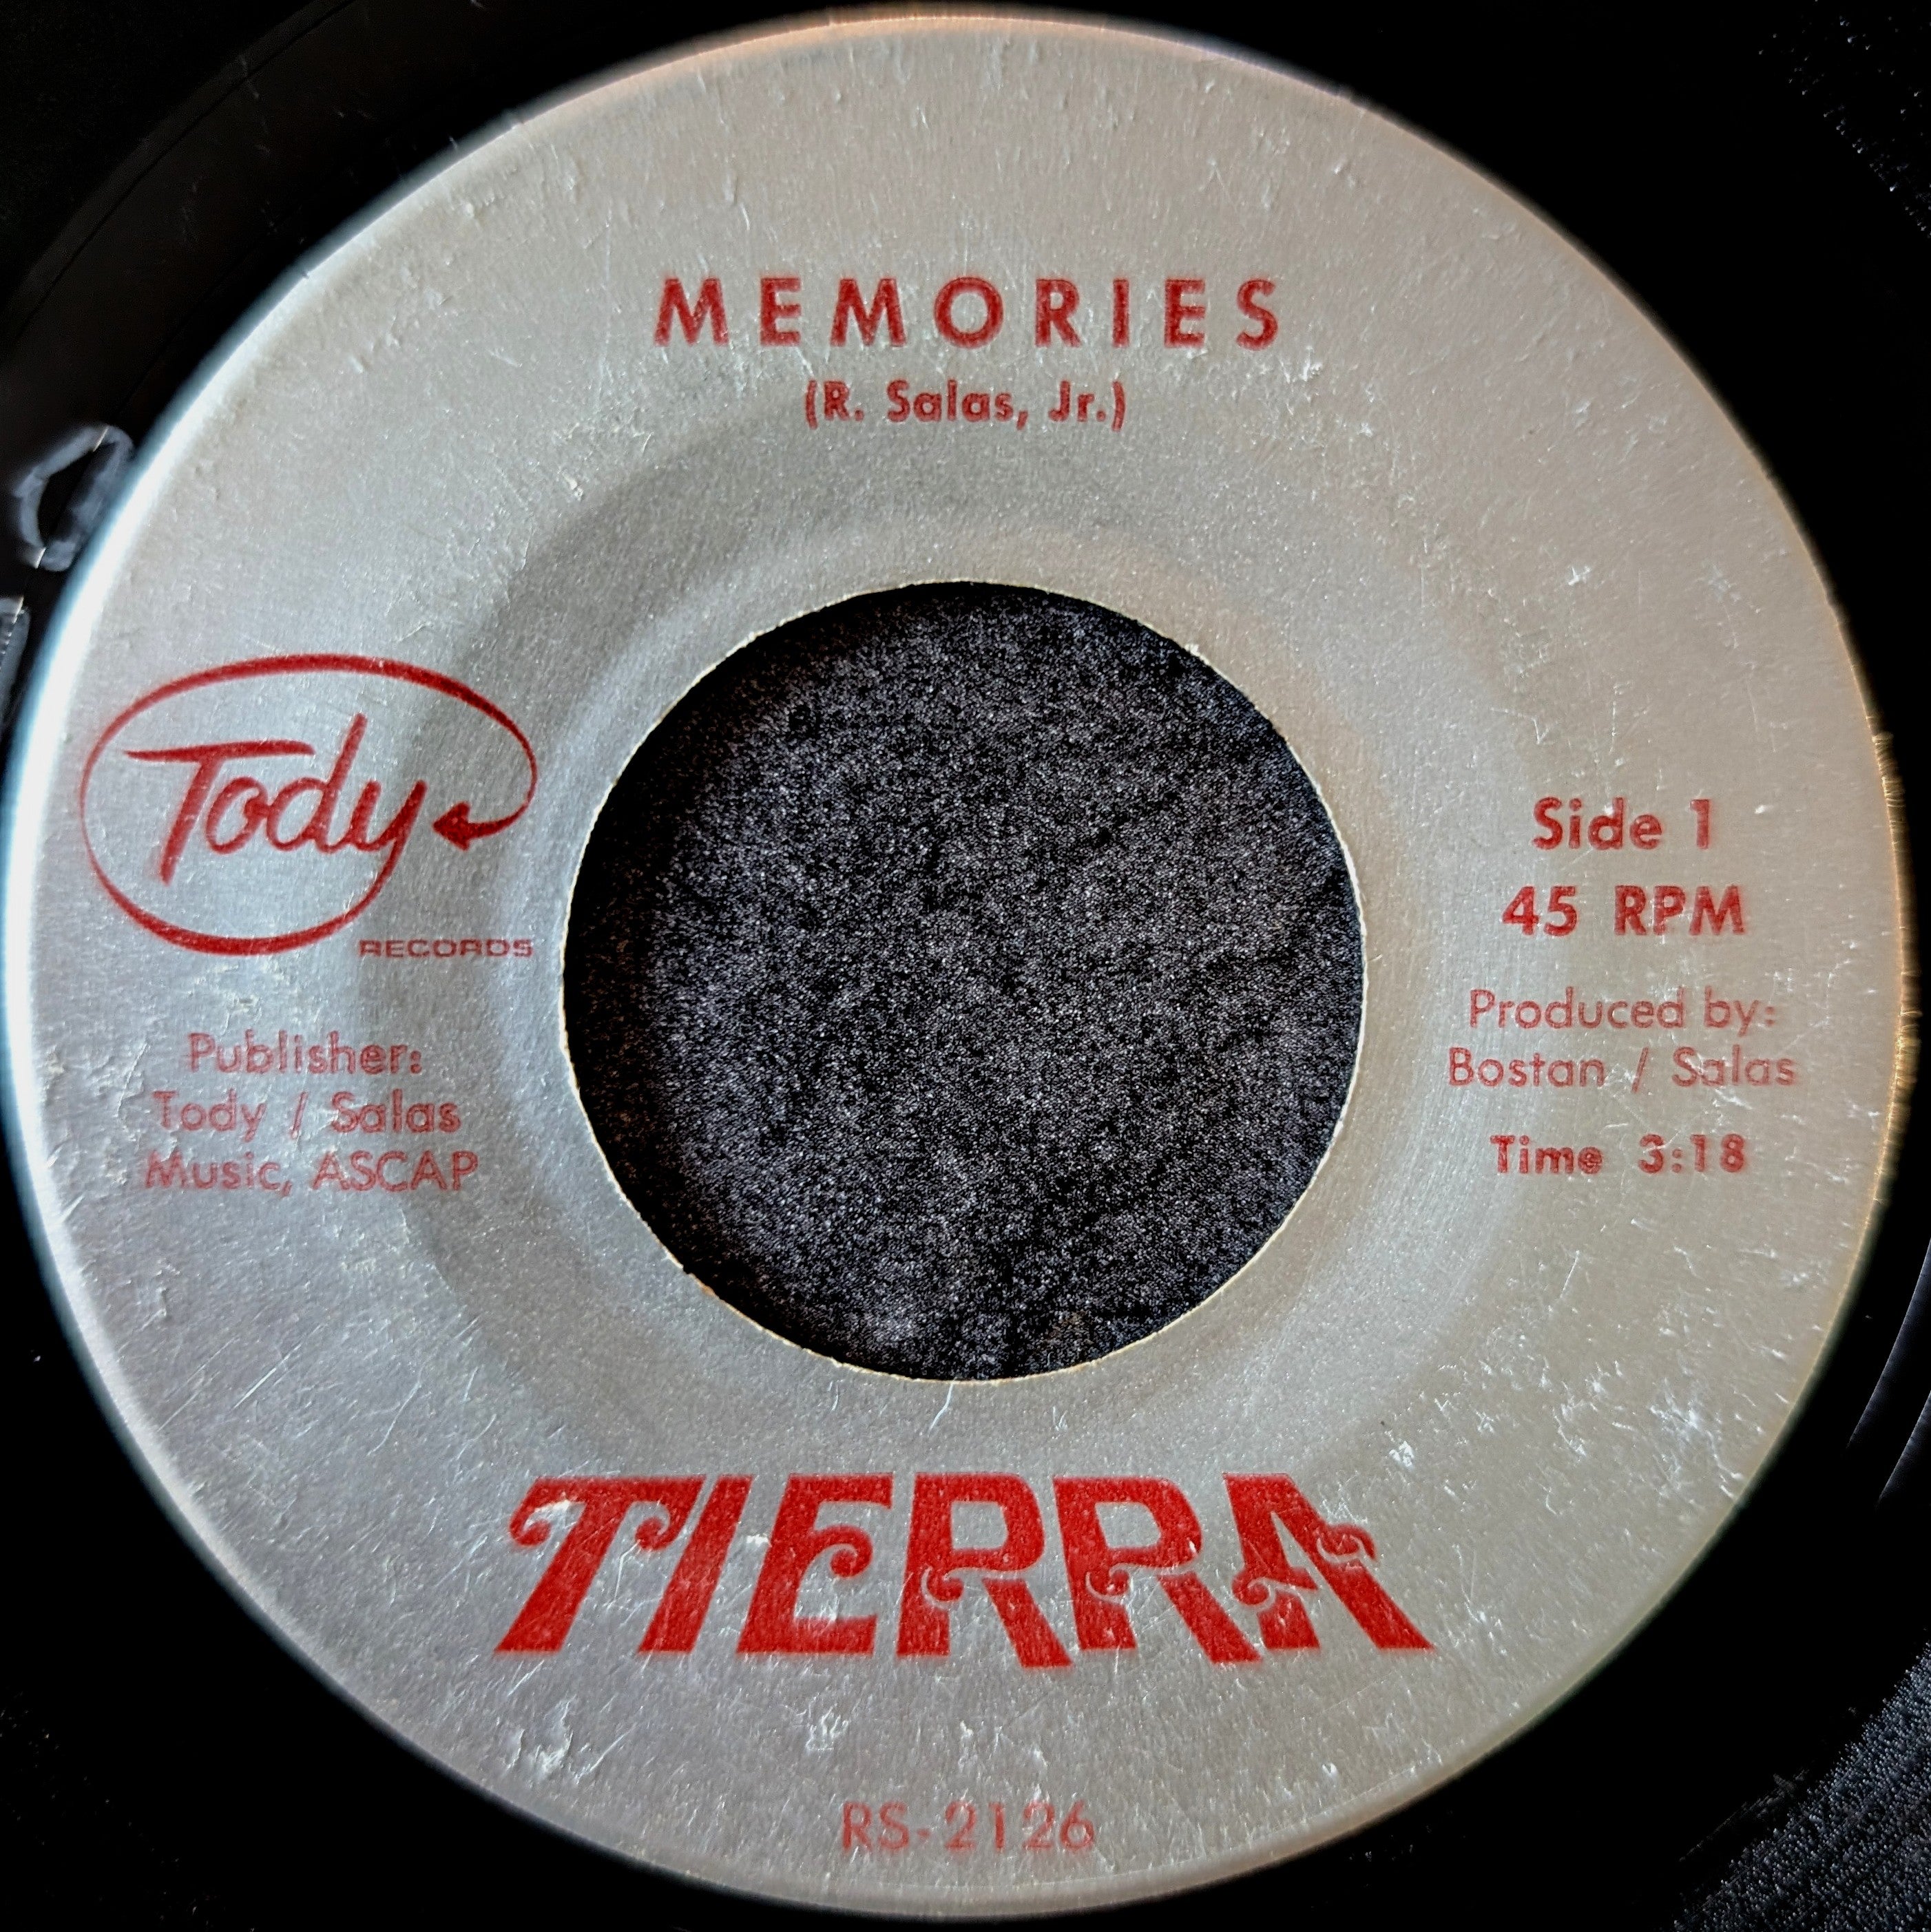 MEMORIES
(R. Salas, Jr.)
Tody
RECORDS
Publisher:
Tody / Salas
Music, ASCAP
Side 1
45 RPM
Produced by:
Bostan / Salas
Time 3:18
TIERRA
RS-2126